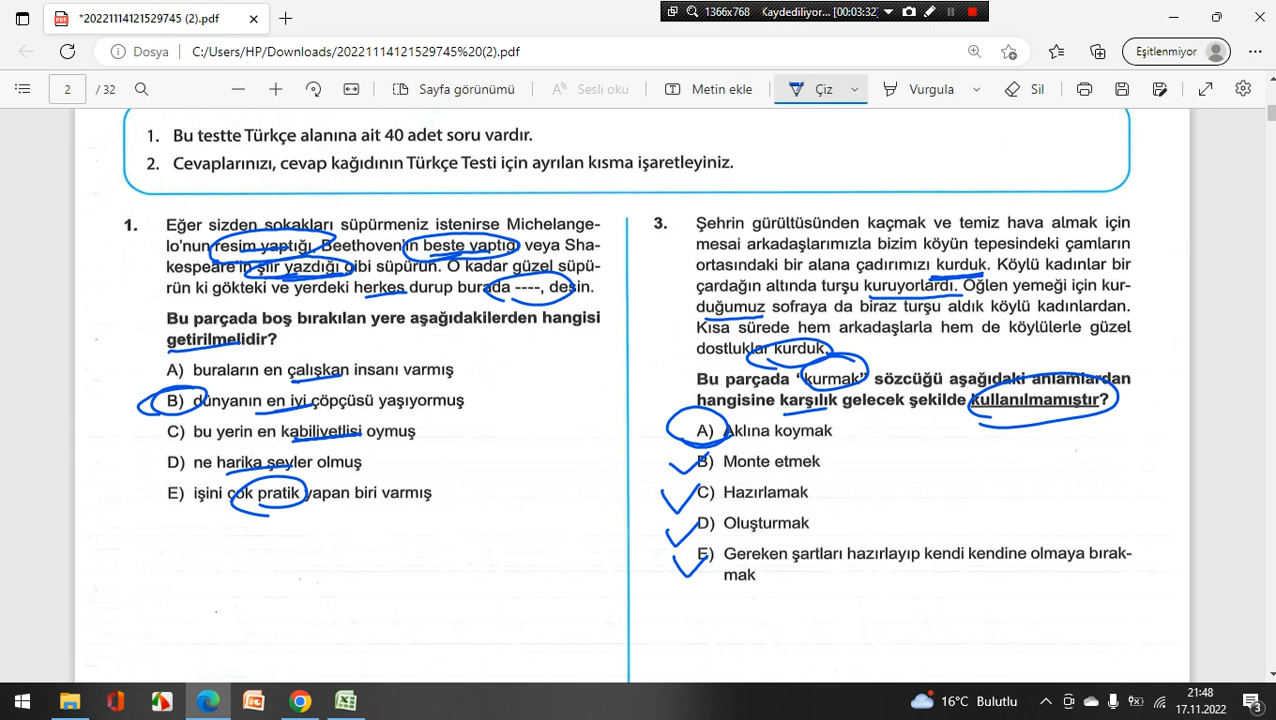 *20221114121529745 (2).pdf
1366x768 Kaydediliyor... (00:03:32)
Dosya C:/Users/HP/Downloads/20221114121529745%20(2).pdf
Eşitlenmiyor
2 / 32 Sayfa görünümü Sesli oku Metin ekle Çiz Vurgula Sil
1. Bu testte Türkçe alanına ait 40 adet soru vardır.
2. Cevaplarınızı, cevap kağıdının Türkçe Testi için ayrılan kısma işaretleyiniz.
1. Eğer sizden sokakları süpürmeniz istenirse Michelange-
lo'nun resim yaptığı, Beethoven'in beste yaptığı veya Sha-
kespeare'in şiir yazdığı gibi süpürün. O kadar güzel süpü-
rün ki gökteki ve yerdeki herkes durup burada ----, desin.
Bu parçada boş bırakılan yere aşağıdakilerden hangisi
getirilmelidir?
A) buraların en çalışkan insanı varmış
B) dünyanın en iyi çöpçüsü yaşıyormuş
C) bu yerin en kabiliyetlisi oymuş
D) ne harika şeyler olmuş
E) işini çok pratik yapan biri varmış
3. Şehrin gürültüsünden kaçmak ve temiz hava almak için
mesai arkadaşlarımızla bizim köyün tepesindeki çamların
ortasındaki bir alana çadırımızı kurduk. Köylü kadınlar bir
çardağın altında turşu kuruyorlardı. Öğlen yemeği için kur-
duğumuz sofraya da biraz turşu aldık köylü kadınlardan.
Kısa sürede hem arkadaşlarla hem de köylülerle güzel
dostluklar kurduk.
Bu parçada "kurmak" sözcüğü aşağıdaki anlamlardan
hangisine karşılık gelecek şekilde kullanılmamıştır?
A) Aklına koymak
B) Monte etmek
C) Hazırlamak
D) Oluşturmak
E) Gereken şartları hazırlayıp kendi kendine olmaya bırak-
mak
16°C Bulutlu
21:48
17.11.2022
3